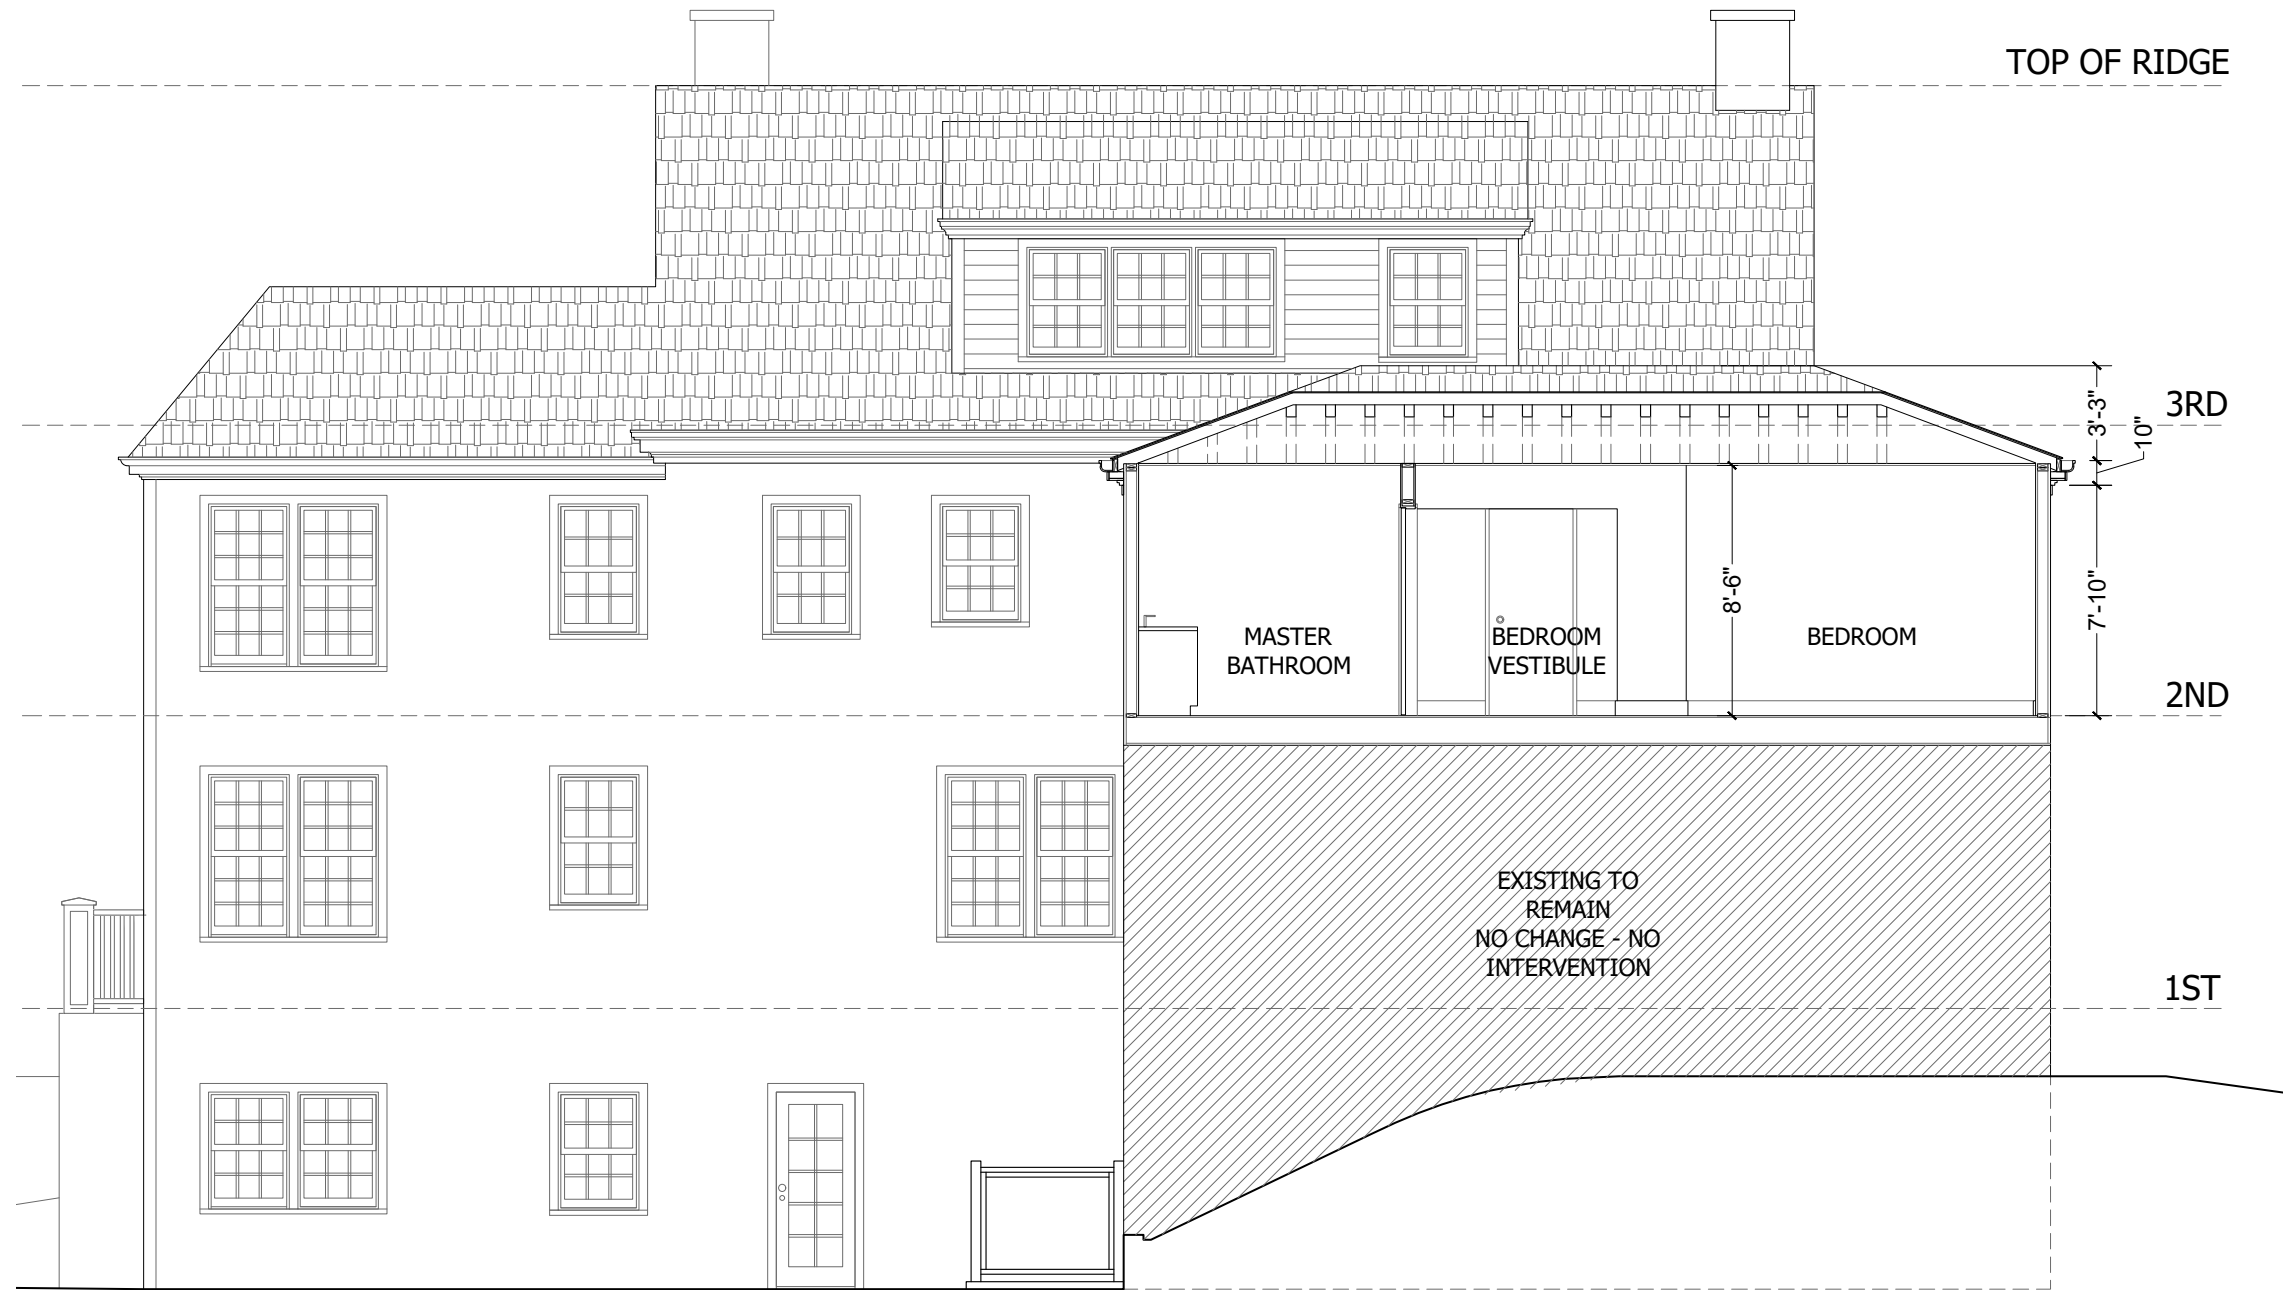 TOP OF RIDGE
3RD
3'-3"
10"
8'-6"
7'-10"
MASTER
BATHROOM
BEDROOM
VESTIBULE
BEDROOM
2ND
EXISTING TO
REMAIN
NO CHANGE - NO
INTERVENTION
1ST